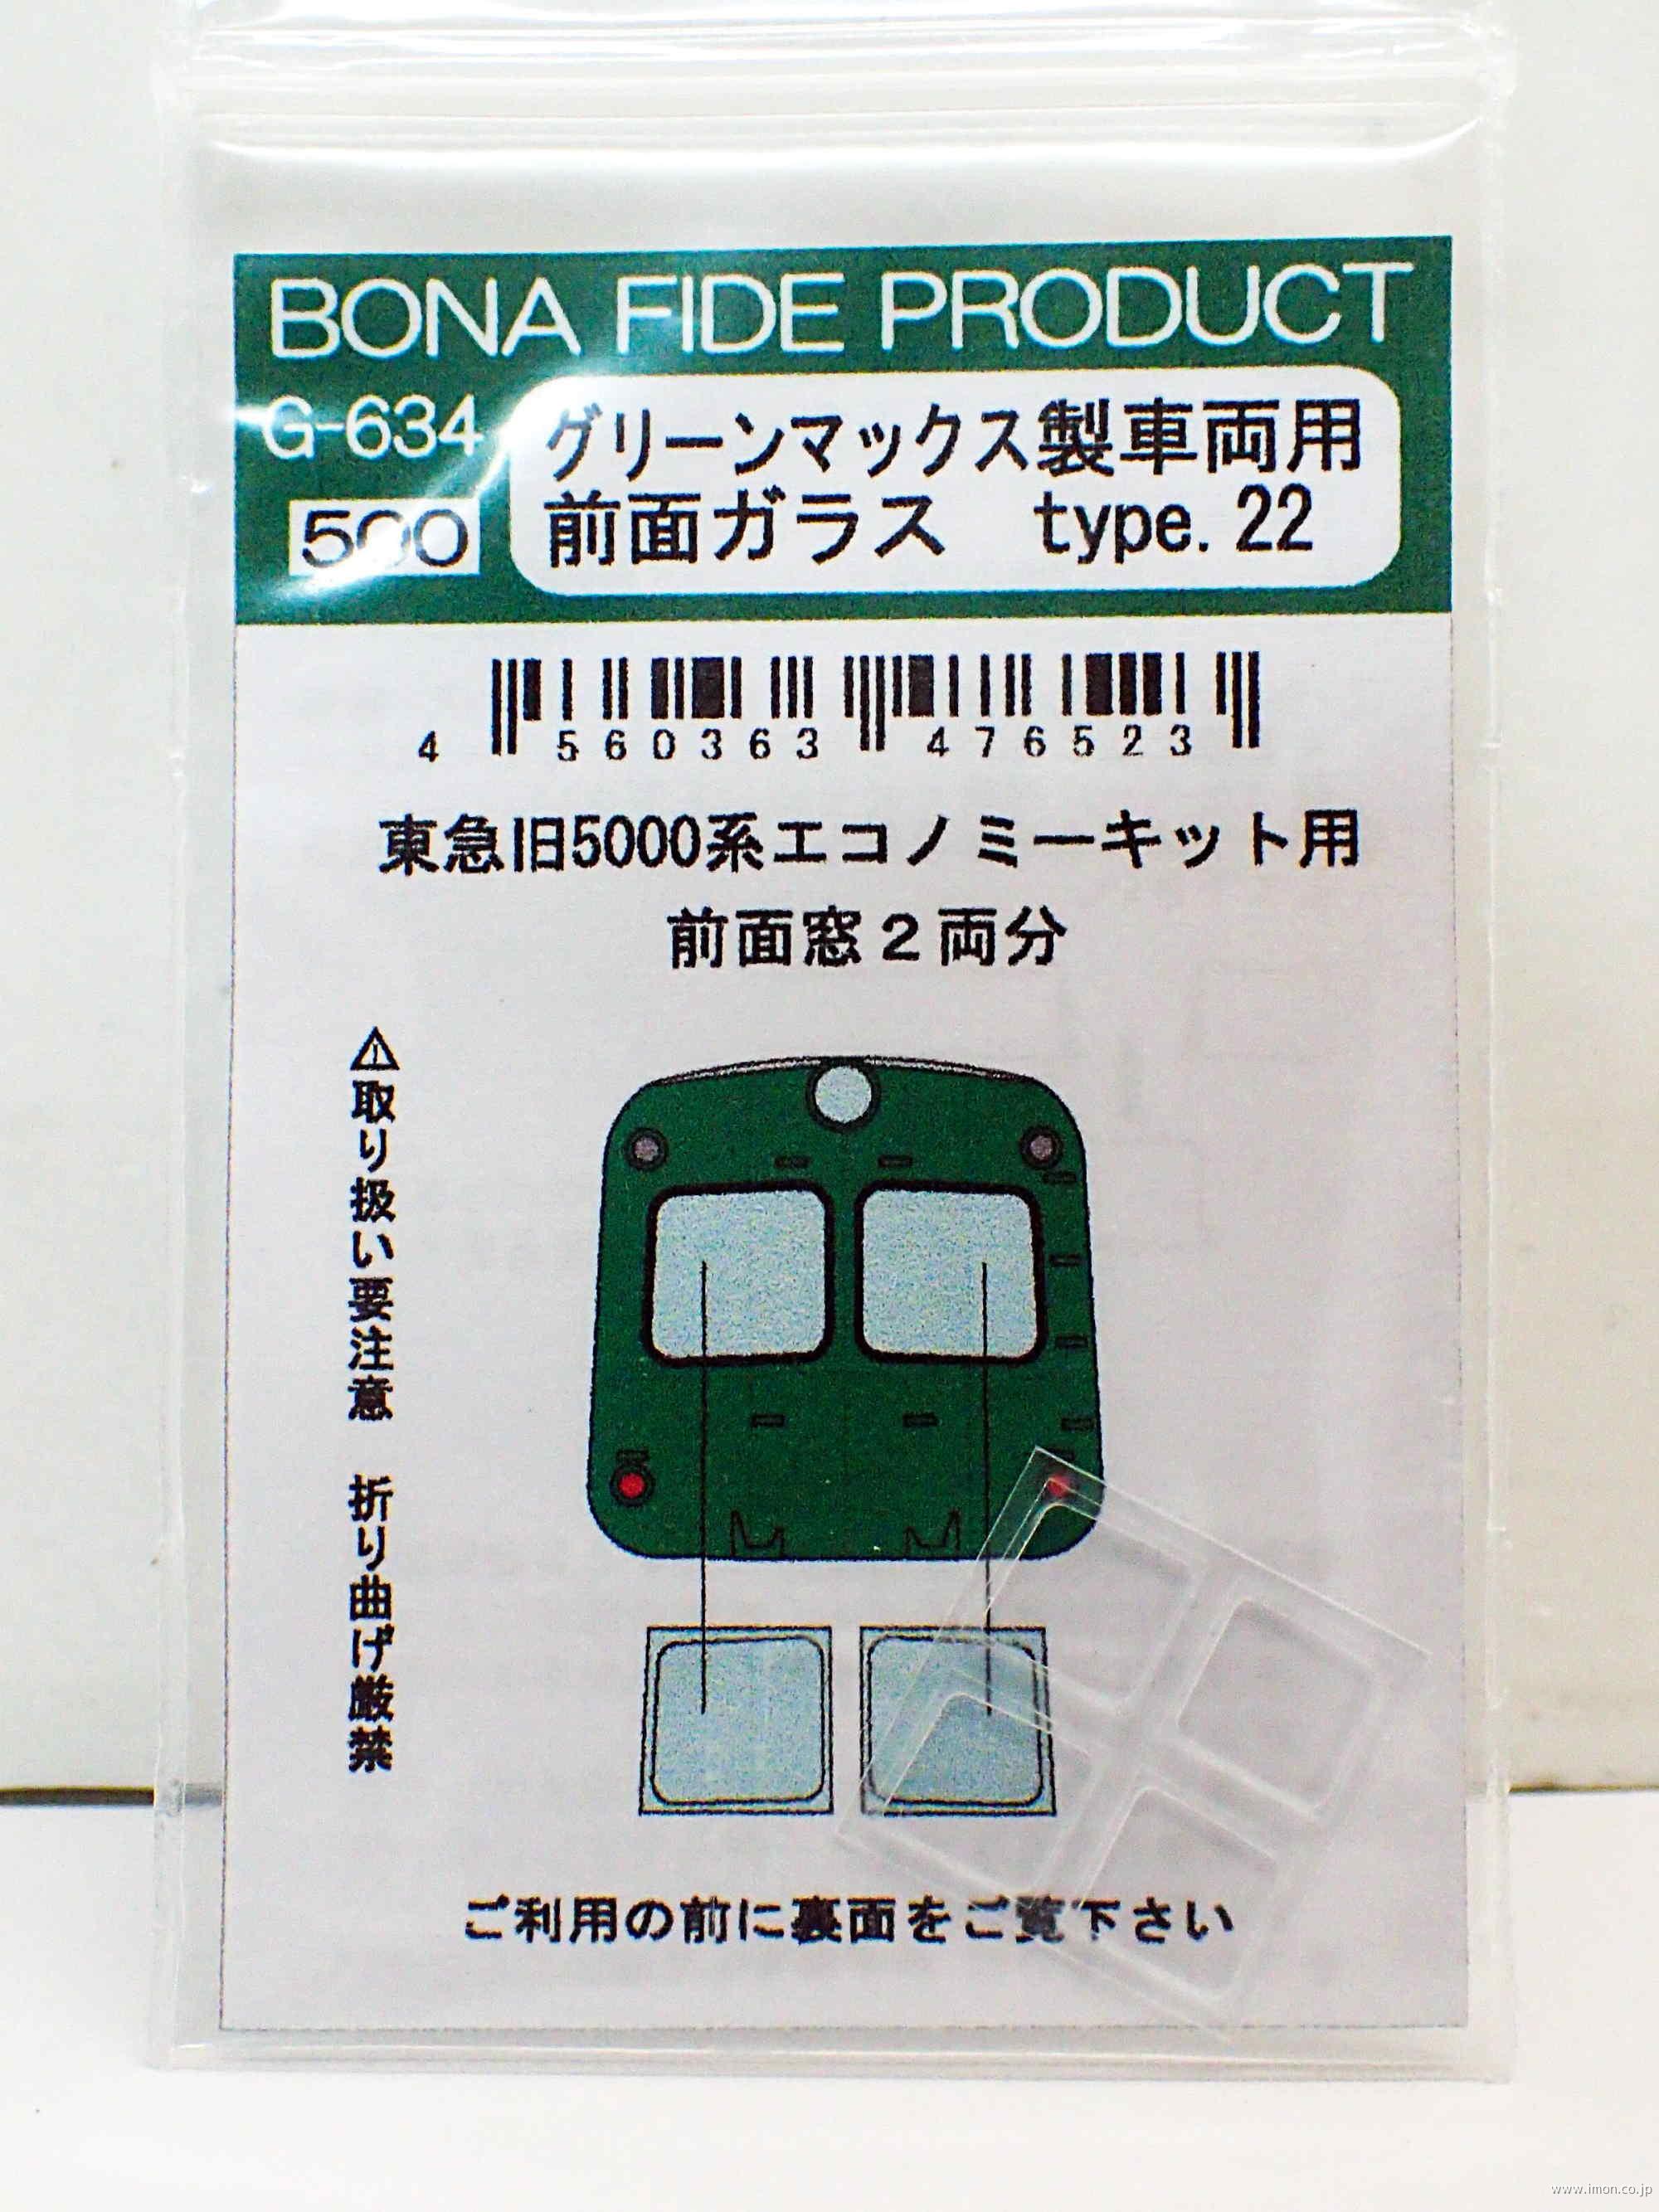 BONA FIDE PRODUCT
G-634
500
グリーンマックス製車両用
前面ガラス　type.22
4 560363 476523
東急旧5000系エコノミーキット用
前面窓２両分
⚠取り扱い要注意　折り曲げ厳禁
ご利用の前に裏面をご覧下さい
www.imon.co.jp